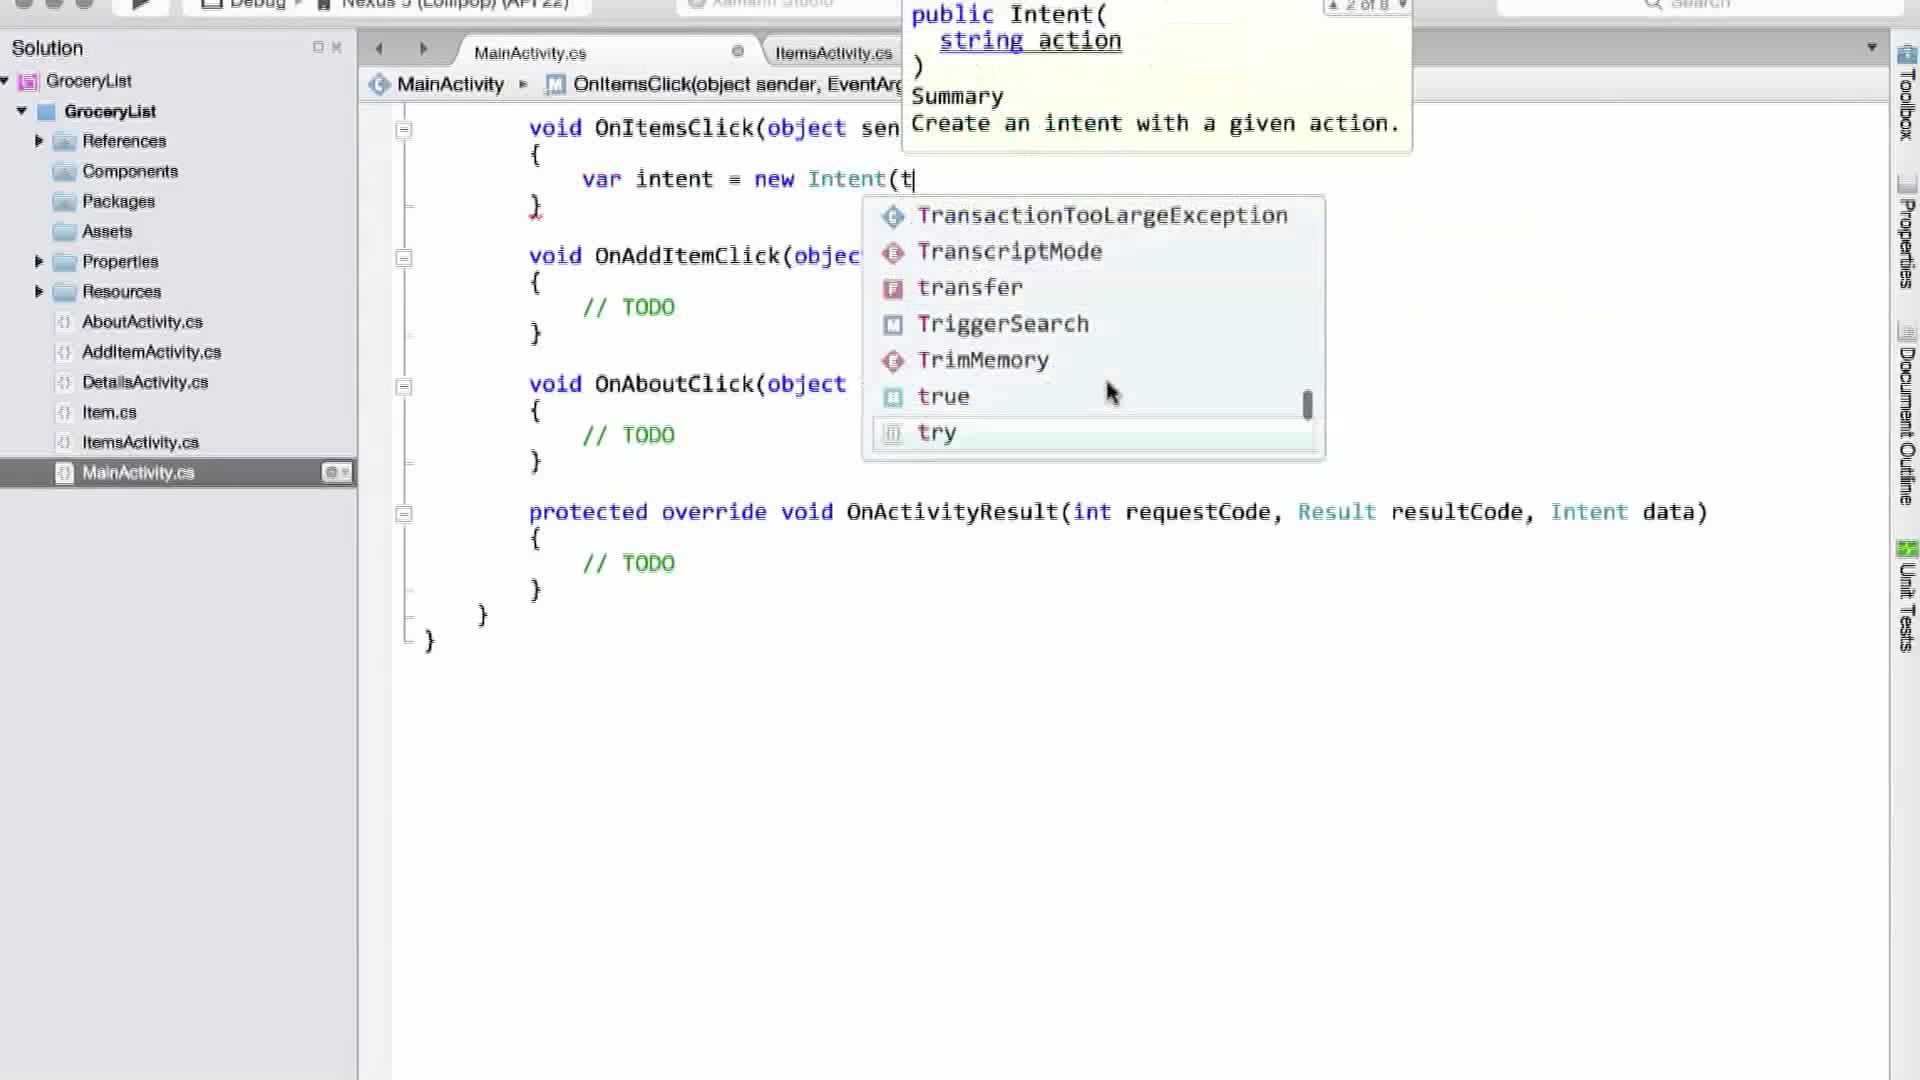 Debug
Nexus 5 (Lollipop) (API 22)
Xamarin Studio
2 of 8
Search
Solution
MainActivity.cs
ItemsActivity.cs
public Intent(
string action
)
Summary
Create an intent with a given action.
GroceryList
GroceryList
References
Components
Packages
Assets
Properties
Resources
AboutActivity.cs
AddItemActivity.cs
DetailsActivity.cs
Item.cs
ItemsActivity.cs
MainActivity.cs
MainActivity ▸ M OnItemsClick(object sender, EventArg
void OnItemsClick(object sen
{
var intent = new Intent(t
}
TransactionTooLargeException
TranscriptMode
transfer
TriggerSearch
TrimMemory
true
try
void OnAddItemClick(objec
{
// TODO
}
void OnAboutClick(object
{
// TODO
}
protected override void OnActivityResult(int requestCode, Result resultCode, Intent data)
{
// TODO
}
}
}
Toolbox
Properties
Document Outline
Unit Tests